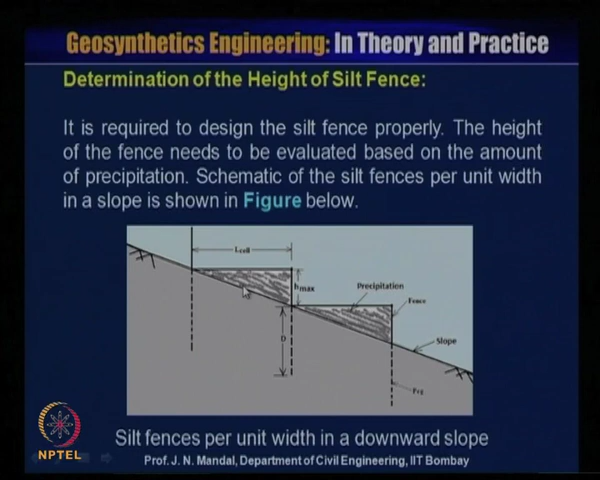 Geosynthetics Engineering: In Theory and Practice
Determination of the Height of Silt Fence:
It is required to design the silt fence properly. The height
of the fence needs to be evaluated based on the amount
of precipitation. Schematic of the silt fences per unit width
in a slope is shown in Figure below.
hmax
Precipitation
Fence
D
Slope
Silt fences per unit width in a downward slope
NPTEL
Prof. J. N. Mandal, Department of Civil Engineering, IIT Bombay